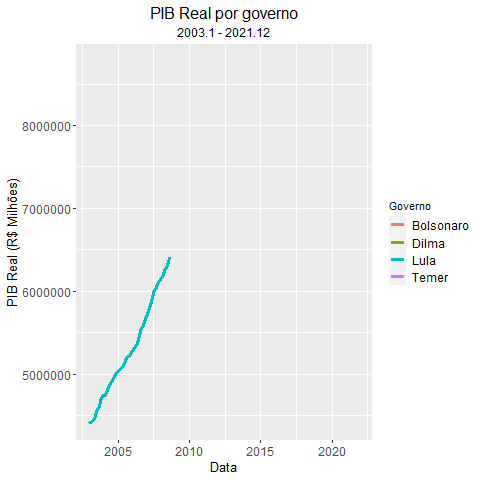 PIB Real por governo
2003.1 - 2021.12
PIB Real (R$ Milhões)
8000000
7000000
6000000
5000000
2005
2010
2015
2020
Data
Governo
Bolsonaro
Dilma
Lula
Temer